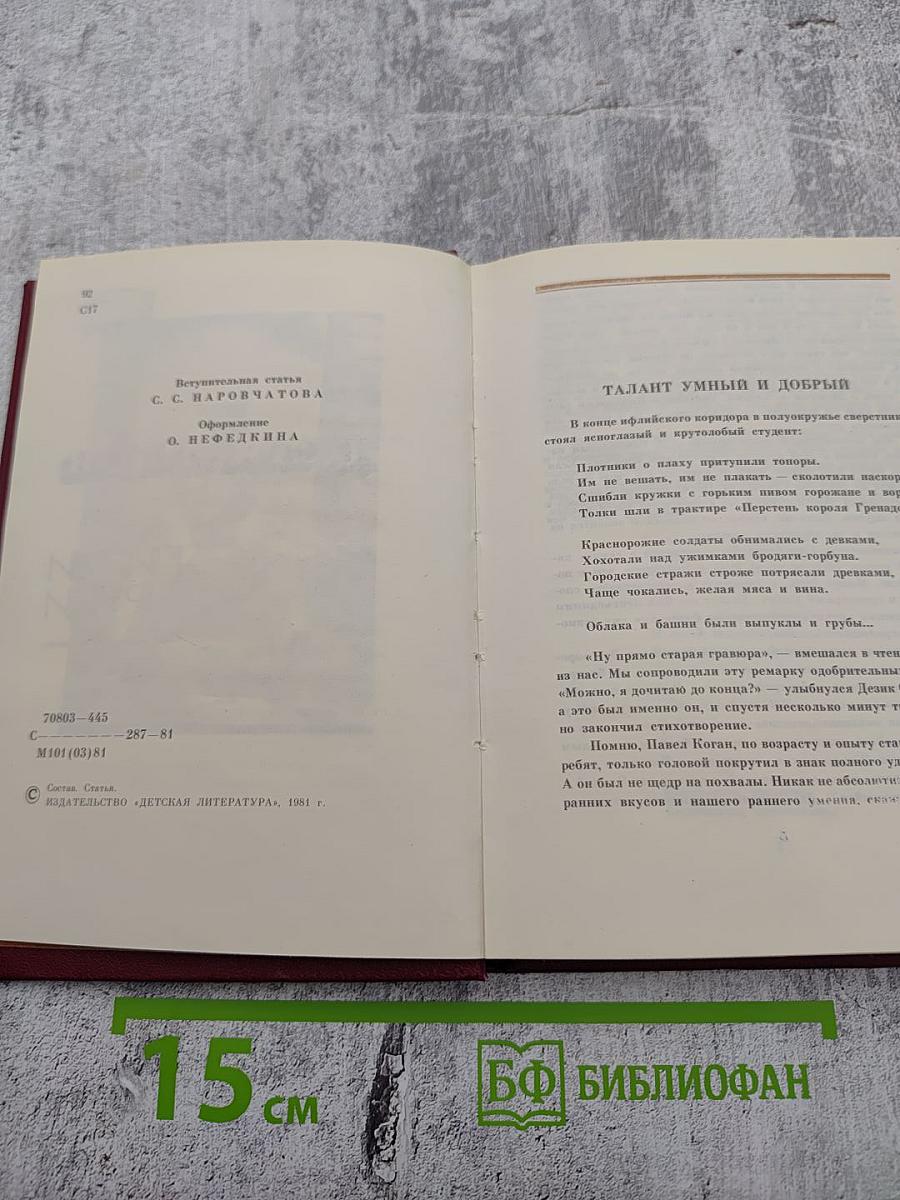 92
С17
Вступительная статья
С. С. НАРОВЧАТОВА
Оформление
О. НЕФЕДКИНА
70803—445
С———————287—81
М101(03)81
© Состав. Статья.
ИЗДАТЕЛЬСТВО «ДЕТСКАЯ ЛИТЕРАТУРА», 1981 г.
ТАЛАНТ УМНЫЙ И ДОБРЫЙ
В конце ифлийского коридора в полуокружье сверстник
стоял ясноглазый и крутолобый студент:
Плотники о плаху притупили топоры.
Им не вешать, им не плакать — сколотили наскор
Сшибли кружки с горьким пивом горожане и вор
Толки шли в трактире «Перстень короля Гренад
Краснорожие солдаты обнимались с девками,
Хохотали над ужимками бродяги-горбуна.
Городские стражи строже потрясали древками,
Чаще чокались, желая мяса и вина.
Облака и башни были выпуклы и грубы...
«Ну прямо старая гравюра», — вмешался в чтен
из нас. Мы сопроводили эту ремарку одобрительны
«Можно, я дочитаю до конца?» — улыбнулся Дезик
а это был именно он, и спустя несколько минут т
но закончил стихотворение.
Помню, Павел Коган, по возрасту и опыту ста
ребят, только головой покрутил в знак полного уд
А он был не щедр на похвалы. Никак не абсолюти
ранних вкусов и нашего раннего умения, скаж
5
15 см
БФ БИБЛИОФАН